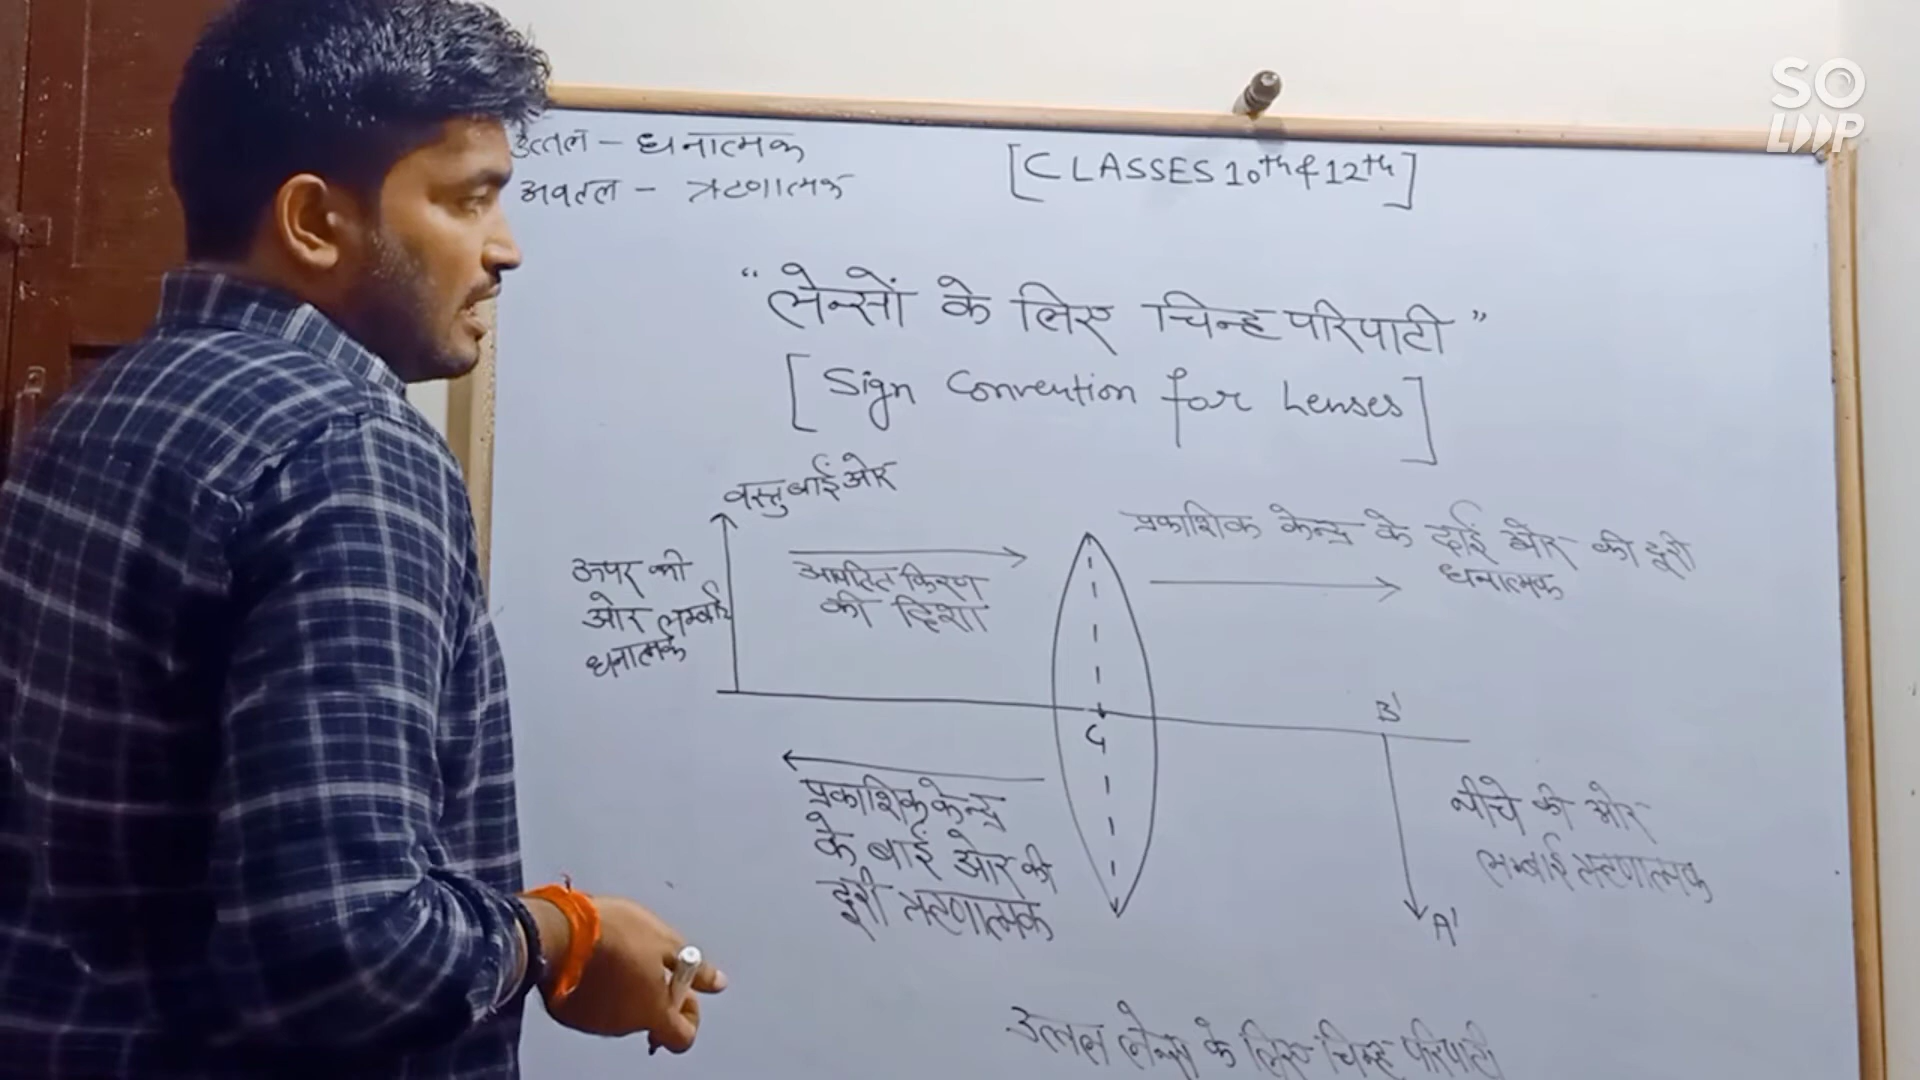 उत्तल - धनात्मक
अवतल - ऋणात्मक
[CLASSES 10th & 12th]
"लेन्सों के लिए चिन्ह परिपाटी"
[Sign Convention for Lenses]
वस्तु बाईं ओर
ऊपर की
ओर लम्बाई
धनात्मक
आपतित किरण
की दिशा
प्रकाशिक केन्द्र के दाईं ओर की दूरी
धनात्मक
B'
प्रकाशिक केन्द्र
के बाईं ओर की
दूरी ऋणात्मक
नीचे की ओर
लम्बाई ऋणात्मक
A'
उत्तल लेन्स के लिए चिन्ह परिपाटी
SO
LOOP